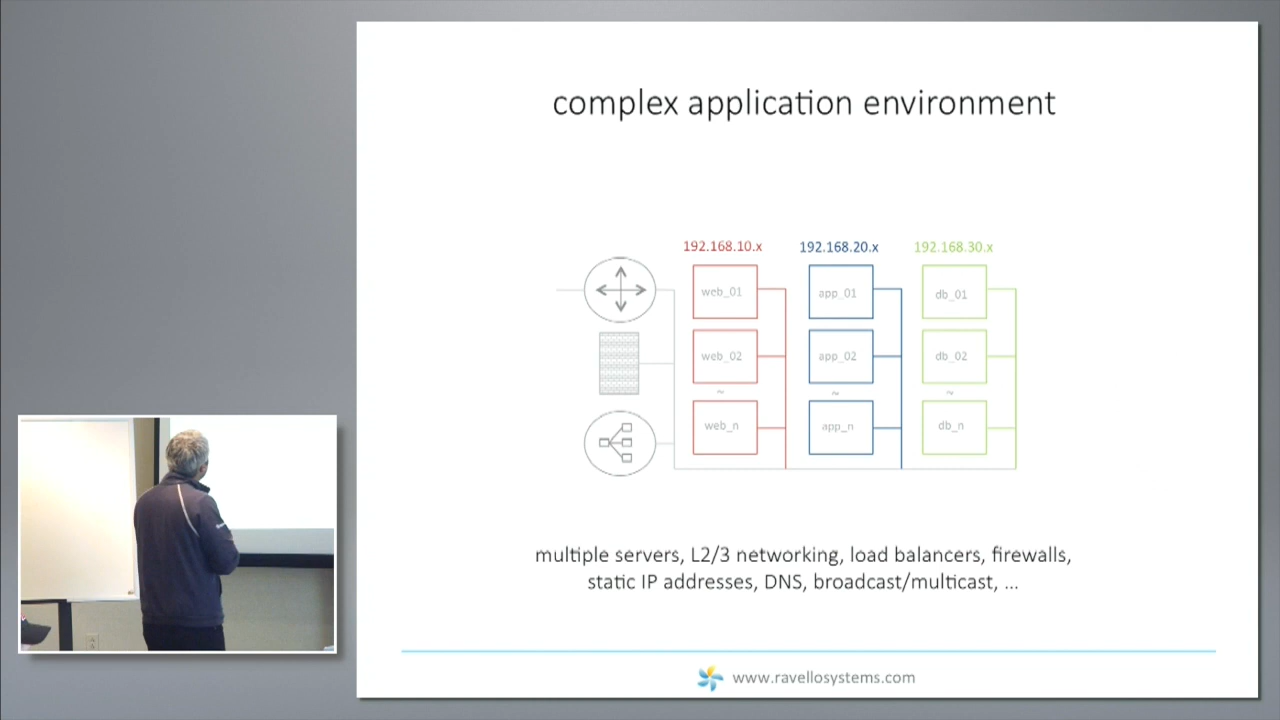 complex application environment
192.168.10.x 192.168.20.x 192.168.30.x
web_01 app_01 db_01
web_02 app_02 db_02
~ ~ ~
web_n app_n db_n
multiple servers, L2/3 networking, load balancers, firewalls,
static IP addresses, DNS, broadcast/multicast, ...
www.ravellosystems.com